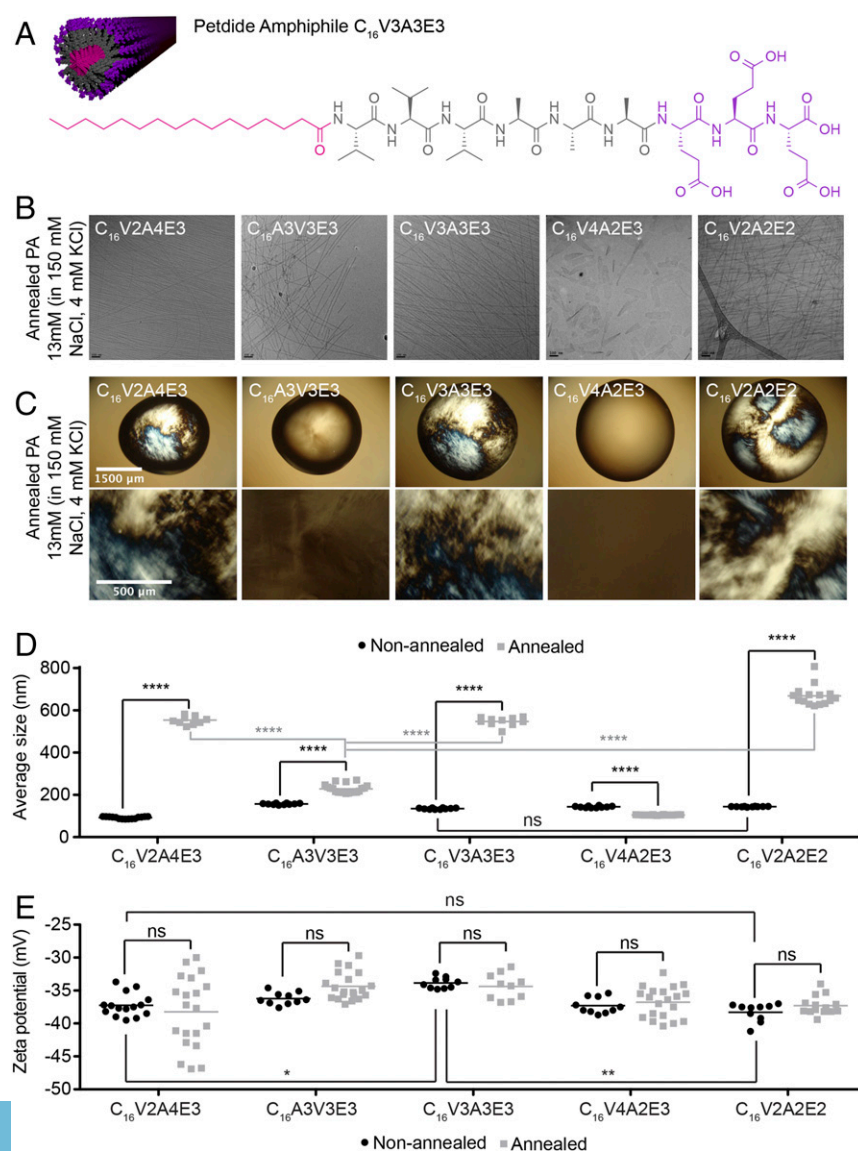 A
Petdide Amphiphile C₁₆V3A3E3
O
OH
H
N
O
H
N
O
H
N
O
H
N
O
H
N
O
OH
O
N
H
O
N
H
O
N
H
O
N
H
O
O
OH
O
OH
B
Annealed PA
13mM (in 150 mM
NaCl, 4 mM KCl)
C₁₆V2A4E3 C₁₆A3V3E3 C₁₆V3A3E3 C₁₆V4A2E3 C₁₆V2A2E2
C
Annealed PA
13mM (in 150 mM
NaCl, 4 mM KCl)
C₁₆V2A4E3 C₁₆A3V3E3 C₁₆V3A3E3 C₁₆V4A2E3 C₁₆V2A2E2
1500 µm
500 µm
D
Non-annealed Annealed
Average size (nm)
800
600
400
200
0
**** **** **** **** ****
**** **** ****
ns
C₁₆V2A4E3 C₁₆A3V3E3 C₁₆V3A3E3 C₁₆V4A2E3 C₁₆V2A2E2
E
Zeta potential (mV)
-25
-30
-35
-40
-45
-50
ns
ns ns ns ns ns
* **
C₁₆V2A4E3 C₁₆A3V3E3 C₁₆V3A3E3 C₁₆V4A2E3 C₁₆V2A2E2
Non-annealed Annealed